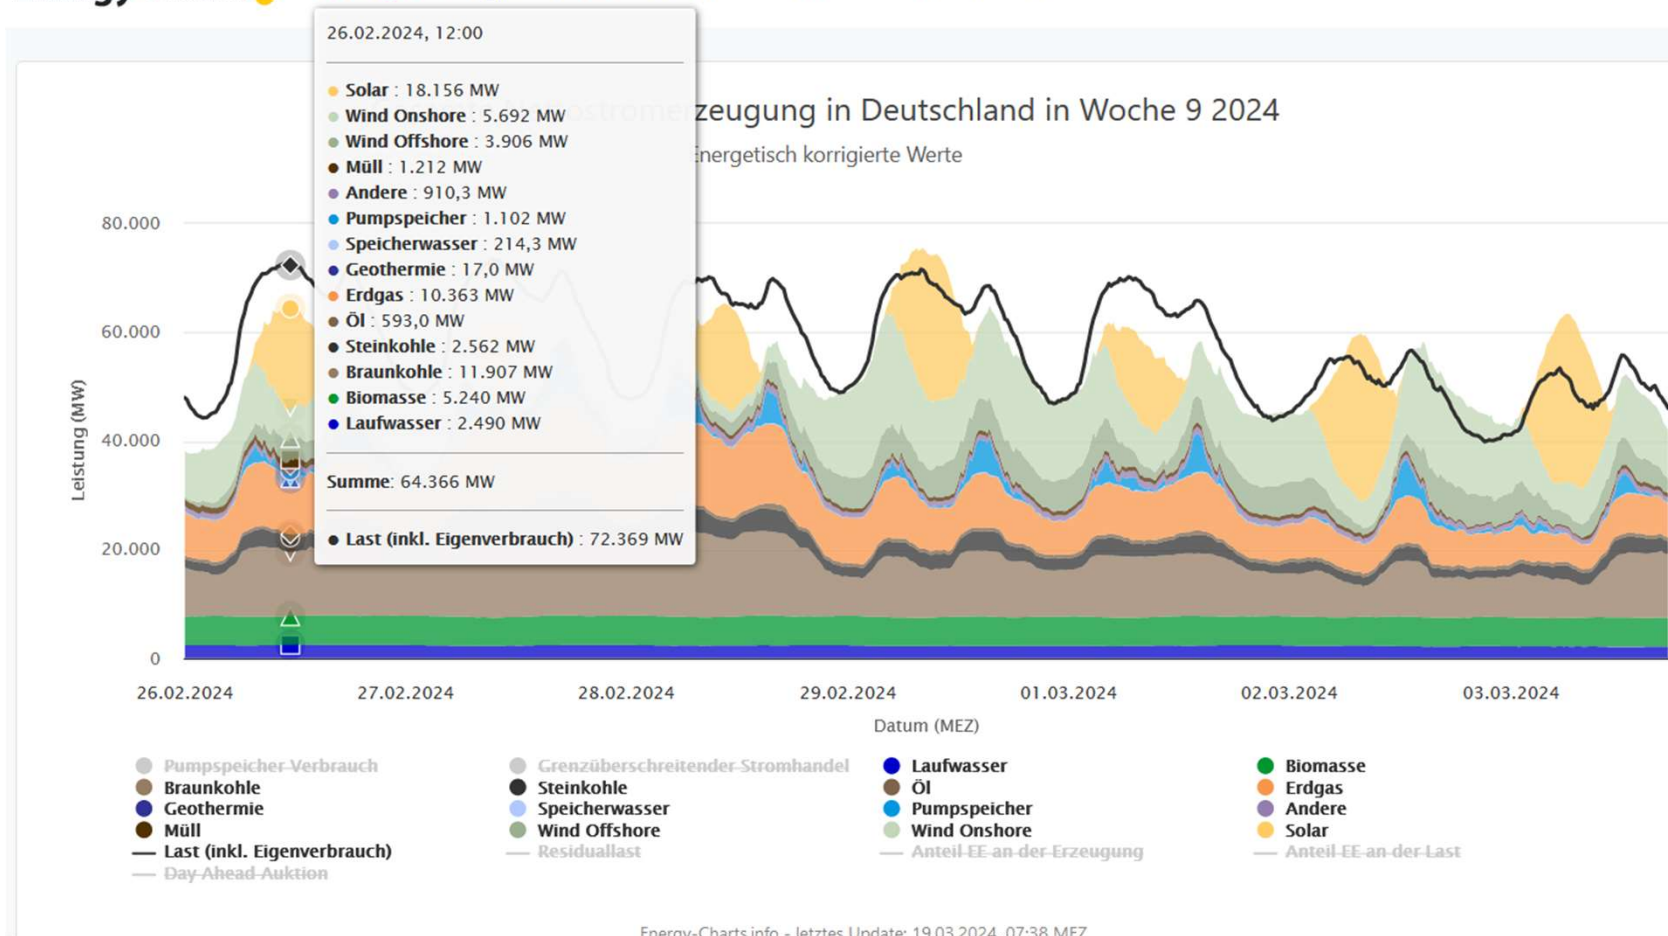 26.02.2024, 12:00
Solar : 18.156 MW
Wind Onshore : 5.692 MW
Wind Offshore : 3.906 MW
Müll : 1.212 MW
Andere : 910,3 MW
Pumpspeicher : 1.102 MW
Speicherwasser : 214,3 MW
Geothermie : 17,0 MW
Erdgas : 10.363 MW
Öl : 593,0 MW
Steinkohle : 2.562 MW
Braunkohle : 11.907 MW
Biomasse : 5.240 MW
Laufwasser : 2.490 MW
Summe: 64.366 MW
Last (inkl. Eigenverbrauch) : 72.369 MW
in Deutschland in Woche 9 2024
Energetisch korrigierte Werte
Leistung (MW)
80.000
60.000
40.000
20.000
0
26.02.2024 27.02.2024 28.02.2024 29.02.2024 01.03.2024 02.03.2024 03.03.2024
Datum (MEZ)
Pumpspeicher Verbrauch Grenzüberschreitender Stromhandel Laufwasser Biomasse
Braunkohle Steinkohle Öl Erdgas
Geothermie Speicherwasser Pumpspeicher Andere
Müll Wind Offshore Wind Onshore Solar
Last (inkl. Eigenverbrauch) Residuallast Anteil EE an der Erzeugung Anteil EE an der Last
Day Ahead Auktion
Energy-Charts.info - letztes Update: 19.03.2024, 07:38 MEZ